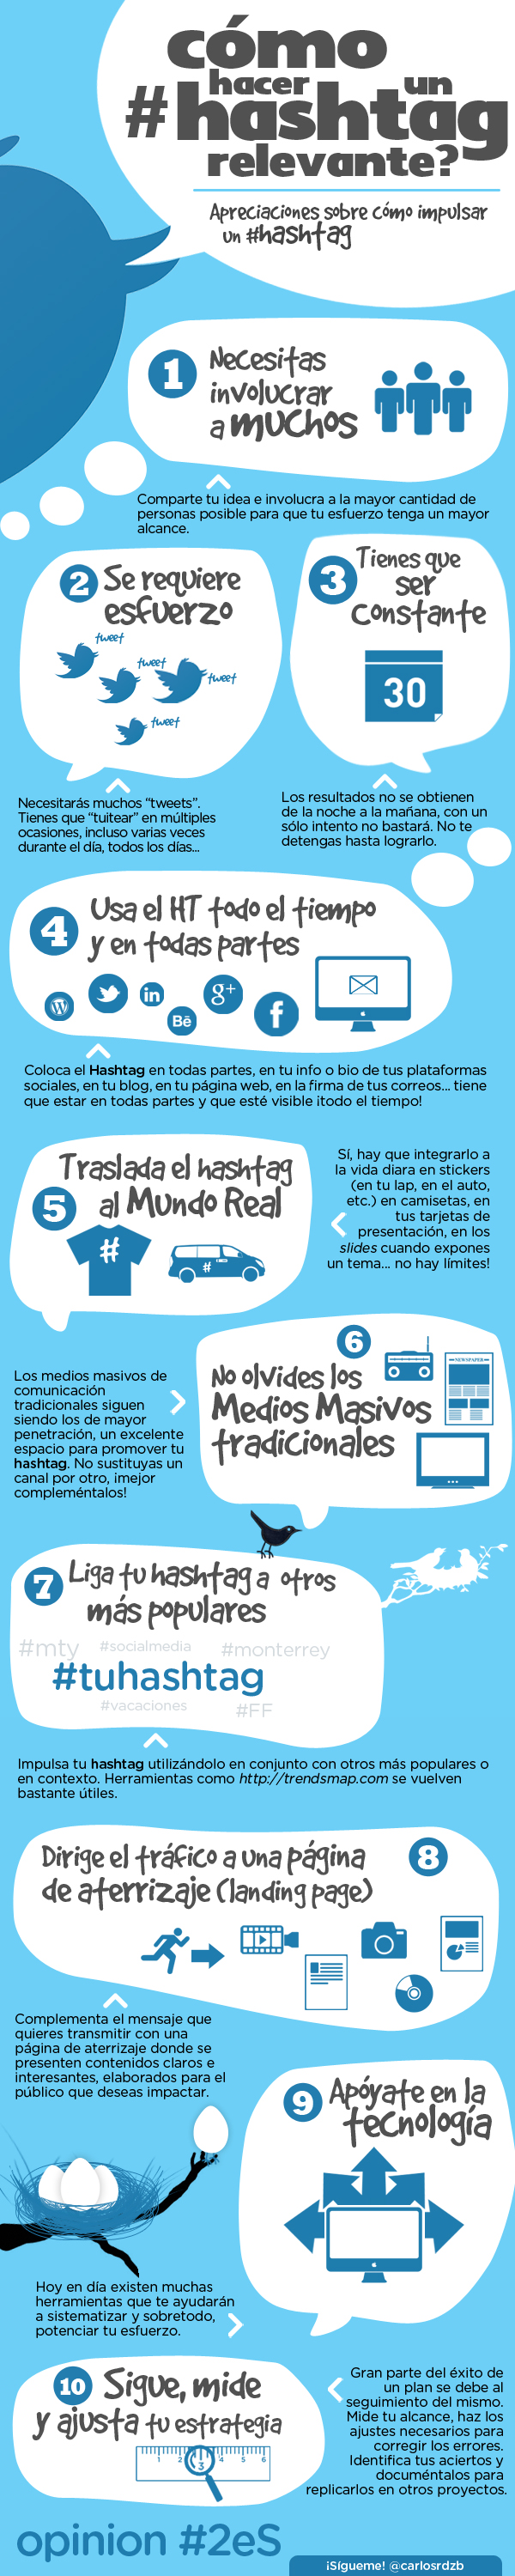 cómo
hacer un
#hashtag
relevante?
Apreciaciones sobre cómo impulsar
un #hashtag
1
Necesitas
involucrar
a muchos
Comparte tu idea e involucra a la mayor cantidad de
personas posible para que tu esfuerzo tenga un mayor
alcance.
2
Se requiere
esfuerzo
tweet
tweet
tweet
tweet
Necesitarás muchos “tweets”.
Tienes que “tuitear” en múltiples
ocasiones, incluso varias veces
durante el día, todos los días...
3
Tienes que
ser
constante
30
Los resultados no se obtienen
de la noche a la mañana, con un
sólo intento no bastará. No te
detengas hasta lograrlo.
4
Usa el HT todo el tiempo
y en todas partes
W
in
Bē
g+
f
Coloca el Hashtag en todas partes, en tu info o bio de tus plataformas
sociales, en tu blog, en tu página web, en la firma de tus correos... tiene
que estar en todas partes y que esté visible ¡todo el tiempo!
5
Traslada el hashtag
al Mundo Real
#
#
Sí, hay que integrarlo a
la vida diara en stickers
(en tu lap, en el auto,
etc.) en camisetas, en
tus tarjetas de
presentación, en los
slides cuando expones
un tema... no hay límites!
6
No olvides los
Medios Masivos
tradicionales
NEWSPAPER
Los medios masivos de
comunicación
tradicionales siguen
siendo los de mayor
penetración, un excelente
espacio para promover tu
hashtag. No sustituyas un
canal por otro, ¡mejor
compleméntalos!
7
Liga tu hashtag a otros
más populares
#mty #socialmedia #monterrey
#tuhashtag
#vacaciones #FF
Impulsa tu hashtag utilizándolo en conjunto con otros más populares o
en contexto. Herramientas como http://trendsmap.com se vuelven
bastante útiles.
8
Dirige el tráfico a una página
de aterrizaje (landing page)
Complementa el mensaje que
quieres transmitir con una
página de aterrizaje donde se
presenten contenidos claros e
interesantes, elaborados para el
público que deseas impactar.
9
Apóyate en la
tecnología
Hoy en día existen muchas
herramientas que te ayudarán
a sistematizar y sobretodo,
potenciar tu esfuerzo.
10
Sigue, mide
y ajusta tu estrategia
1 2 3 4 5 6
Gran parte del éxito de
un plan se debe al
seguimiento del mismo.
Mide tu alcance, haz los
ajustes necesarios para
corregir los errores.
Identifica tus aciertos y
documéntalos para
replicarlos en otros proyectos.
opinion #2eS
¡Sígueme! @carlosrdzb